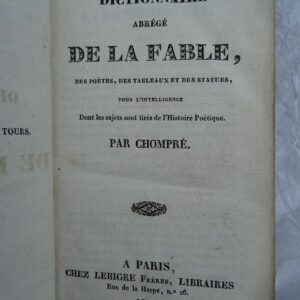 DICTIONNAIRE
ABRÉGÉ
DE LA FABLE,
DES POËTES, DES TABLEAUX ET DES STATUES,
POUR L'INTELLIGENCE
Dont les sujets sont tirés de l'Histoire Poétique.
PAR CHOMPRÉ.
TOURS.
A PARIS,
CHEZ LEBIGRE FRÈRES, LIBRAIRES
Rue de la Harpe, n.º 26.